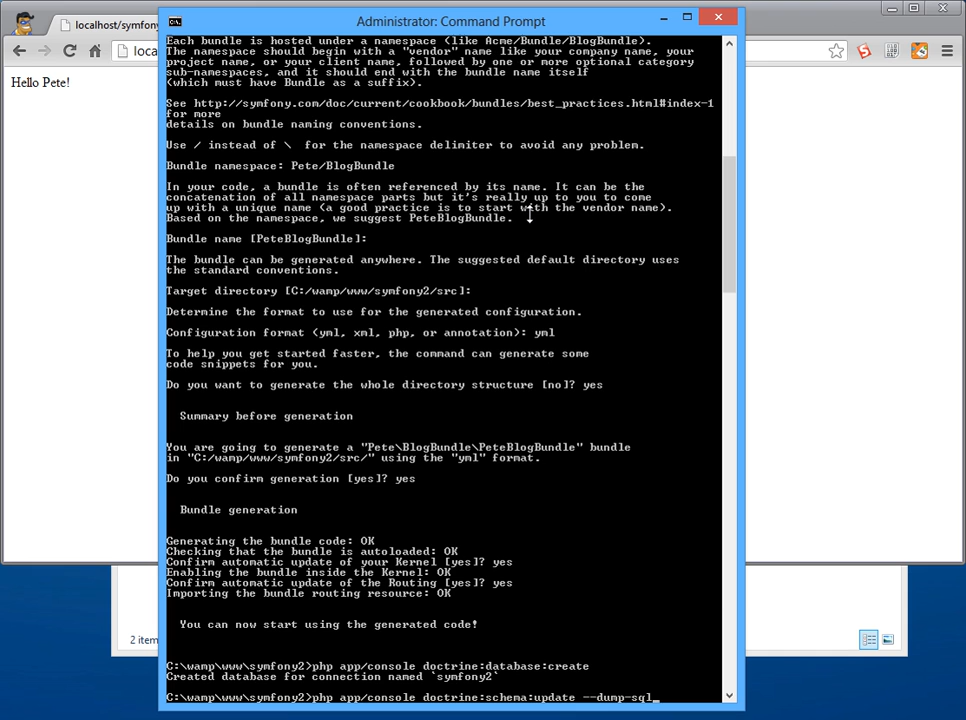 Administrator: Command Prompt
localhost/symfony
loca
Hello Pete!
Each bundle is hosted under a namespace (like Acme/Bundle/BlogBundle).
The namespace should begin with a "vendor" name like your company name, your
project name, or your client name, followed by one or more optional category
sub-namespaces, and it should end with the bundle name itself
(which must have Bundle as a suffix).
See http://symfony.com/doc/current/cookbook/bundles/best_practices.html#index-1
for more
details on bundle naming conventions.
Use / instead of \  for the namespace delimiter to avoid any problem.
Bundle namespace: Pete/BlogBundle
In your code, a bundle is often referenced by its name. It can be the
concatenation of all namespace parts but it's really up to you to come
up with a unique name (a good practice is to start with the vendor name).
Based on the namespace, we suggest PeteBlogBundle.
Bundle name [PeteBlogBundle]:
The bundle can be generated anywhere. The suggested default directory uses
the standard conventions.
Target directory [C:/wamp/www/symfony2/src]:
Determine the format to use for the generated configuration.
Configuration format (yml, xml, php, or annotation): yml
To help you get started faster, the command can generate some
code snippets for you.
Do you want to generate the whole directory structure [no]? yes
Summary before generation
You are going to generate a "Pete\BlogBundle\PeteBlogBundle" bundle
in "C:/wamp/www/symfony2/src/" using the "yml" format.
Do you confirm generation [yes]? yes
Bundle generation
Generating the bundle code: OK
Checking that the bundle is autoloaded: OK
Confirm automatic update of your Kernel [yes]? yes
Enabling the bundle inside the Kernel: OK
Confirm automatic update of the Routing [yes]? yes
Importing the bundle routing resource: OK
You can now start using the generated code!
C:\wamp\www\symfony2>php app/console doctrine:database:create
Created database for connection named `symfony2`
C:\wamp\www\symfony2>php app/console doctrine:schema:update --dump-sql_
2 item